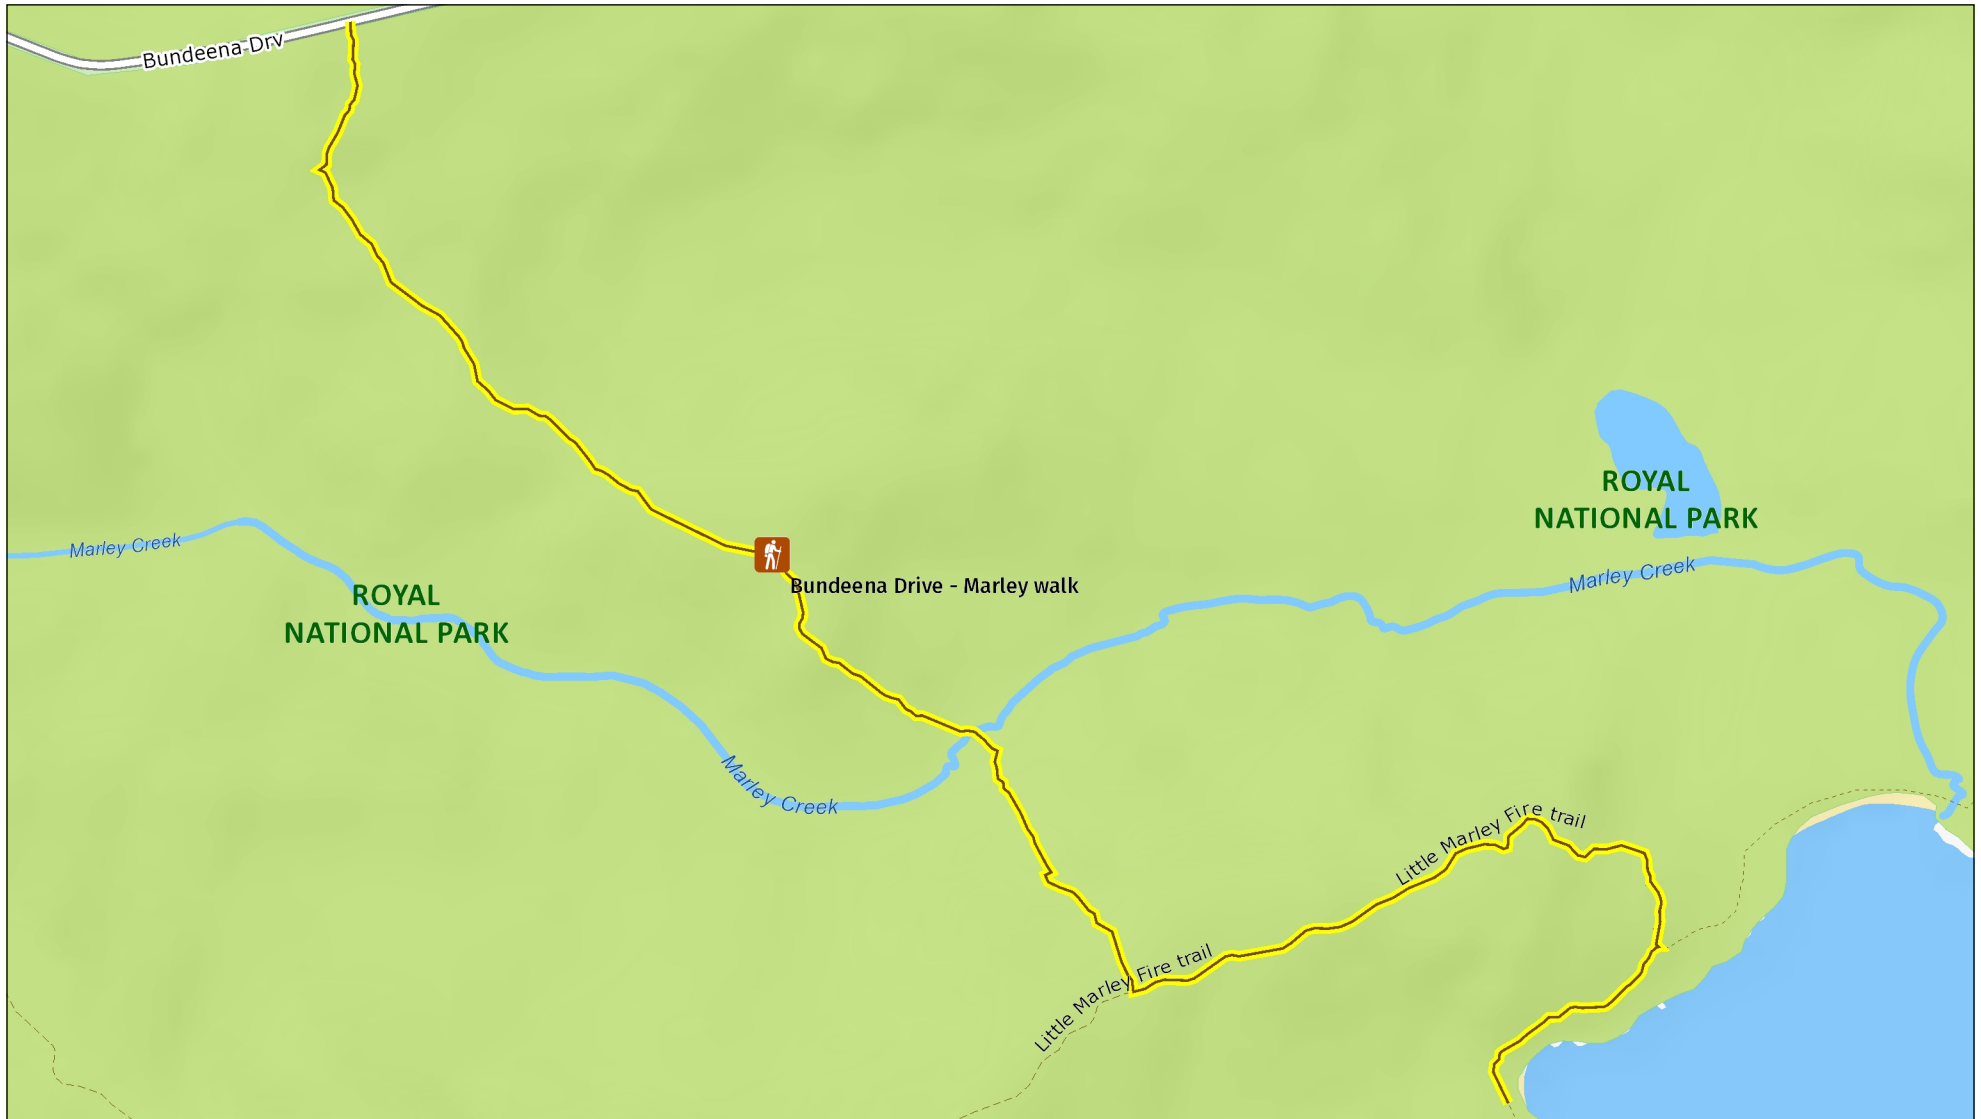 Bundeena Drv
ROYAL
NATIONAL PARK
Marley Creek
Marley Creek
Bundeena Drive - Marley walk
ROYAL
NATIONAL PARK
Marley Creek
Little Marley Fire trail
Little Marley Fire trail